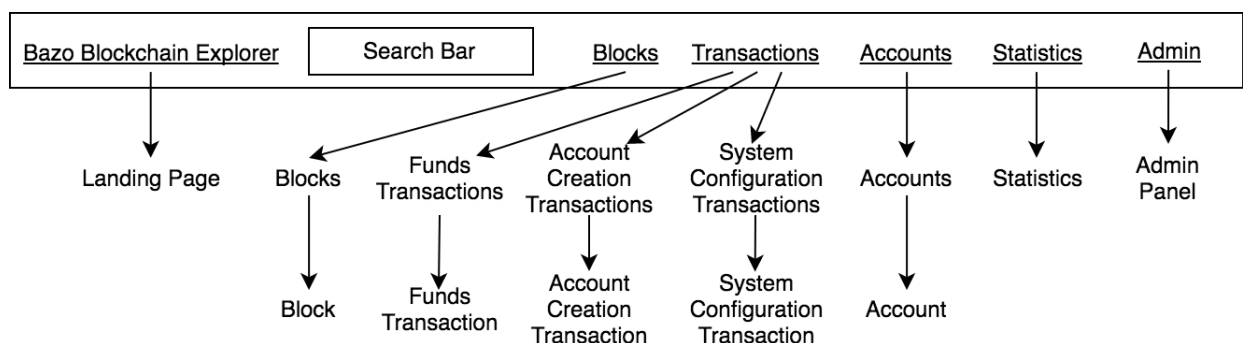 Bazo Blockchain Explorer
Search Bar
Blocks
Transactions
Accounts
Statistics
Admin
Landing Page
Blocks
Funds
Transactions
Account
Creation
Transactions
System
Configuration
Transactions
Accounts
Statistics
Admin
Panel
Block
Funds
Transaction
Account
Creation
Transaction
System
Configuration
Transaction
Account